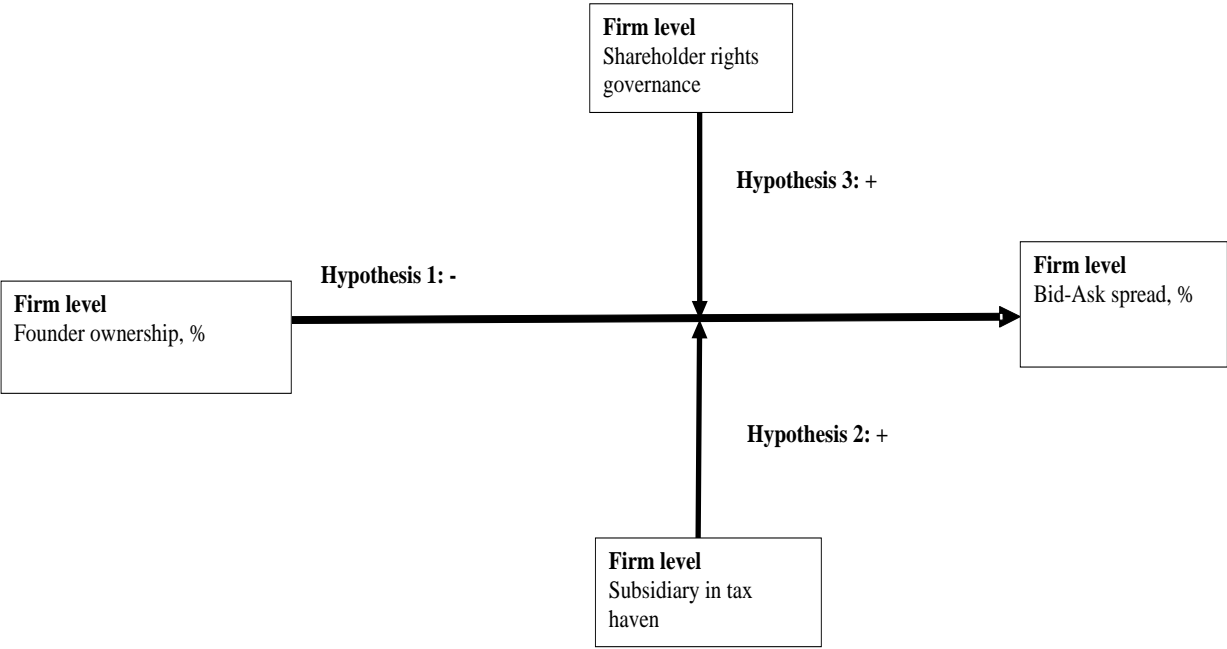 Firm level
Shareholder rights
governance
Hypothesis 3: +
Hypothesis 1: -
Firm level
Bid-Ask spread, %
Firm level
Founder ownership, %
Hypothesis 2: +
Firm level
Subsidiary in tax
haven